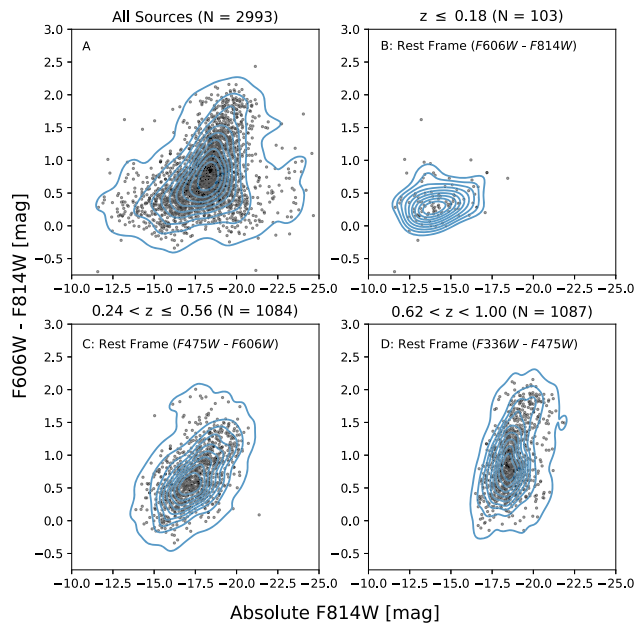 All Sources (N = 2993)
z ≤ 0.18 (N = 103)
3.0
2.5
2.0
1.5
1.0
0.5
0.0
−0.5
A
−10.0 −12.5 −15.0 −17.5 −20.0 −22.5 −25.0
3.0
2.5
2.0
1.5
1.0
0.5
0.0
−0.5
B: Rest Frame (F606W - F814W)
−10.0 −12.5 −15.0 −17.5 −20.0 −22.5 −25.0
0.24 < z ≤ 0.56 (N = 1084)
0.62 < z < 1.00 (N = 1087)
3.0
2.5
2.0
1.5
1.0
0.5
0.0
−0.5
C: Rest Frame (F475W - F606W)
−10.0 −12.5 −15.0 −17.5 −20.0 −22.5 −25.0
3.0
2.5
2.0
1.5
1.0
0.5
0.0
−0.5
D: Rest Frame (F336W - F475W)
−10.0 −12.5 −15.0 −17.5 −20.0 −22.5 −25.0
F606W - F814W [mag]
Absolute F814W [mag]